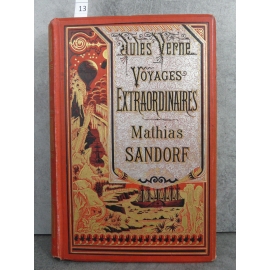 13
Jules Verne
VOYAGES
EXTRAORDINAIRES
MATHIAS
SANDORF